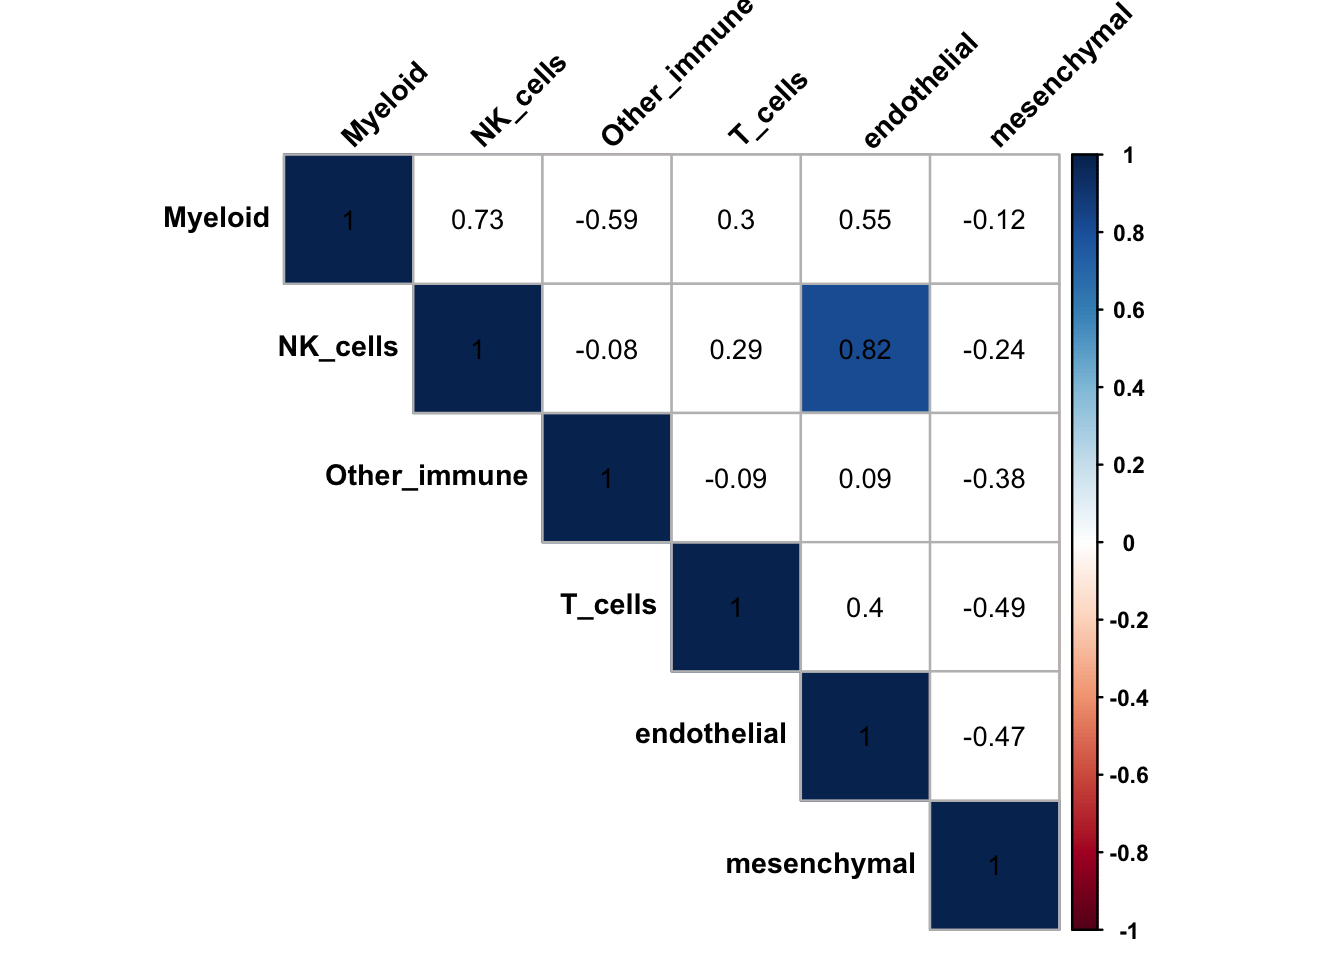 Myeloid NK_cells Other_immune T_cells endothelial mesenchymal
Myeloid 1 0.73 -0.59 0.3 0.55 -0.12
NK_cells 1 -0.08 0.29 0.82 -0.24
Other_immune 1 -0.09 0.09 -0.38
T_cells 1 0.4 -0.49
endothelial 1 -0.47
mesenchymal 1
1
0.8
0.6
0.4
0.2
0
-0.2
-0.4
-0.6
-0.8
-1